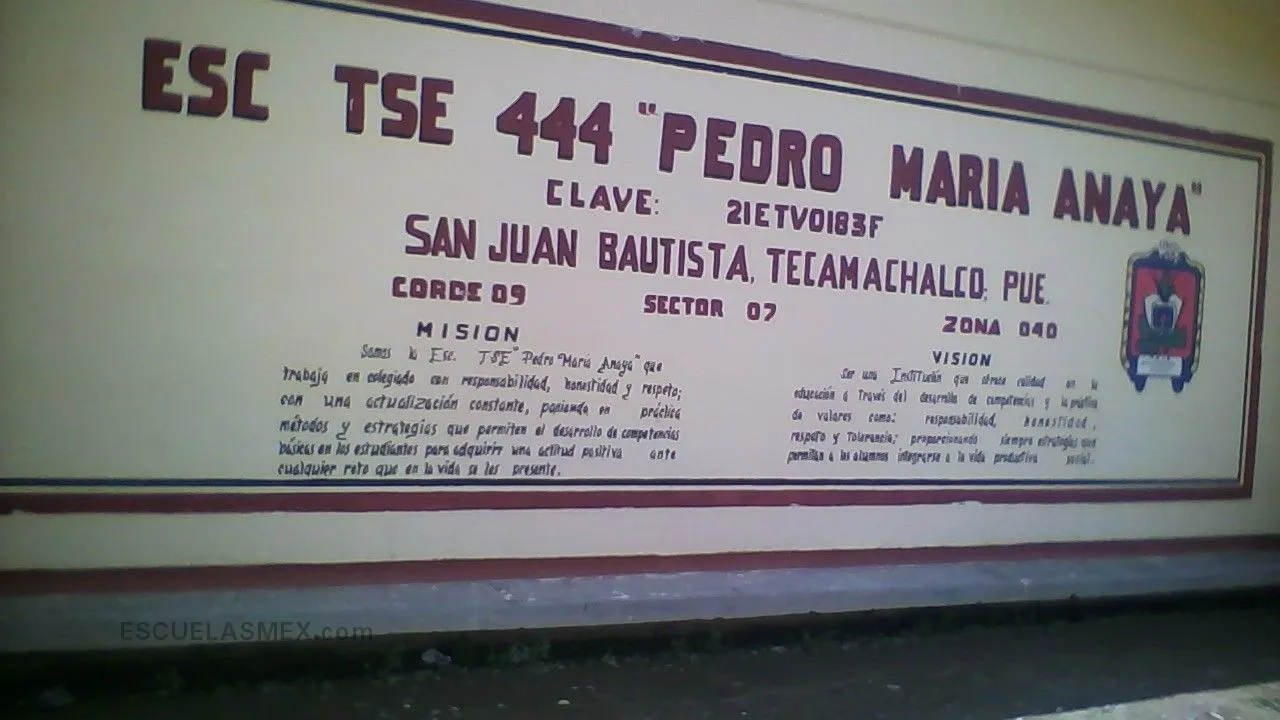 ESC TSE 444 "PEDRO MARIA ANAYA"
CLAVE: 21ETV0183F
SAN JUAN BAUTISTA, TECAMACHALCO, PUE.
CORDE 09 SECTOR 07 ZONA 040
MISION
Somos la Esc. TSE "Pedro María Anaya" que
trabaja en colegiado con responsabilidad, honestidad y respeto;
con una actualización constante, poniendo en práctica
métodos y estrategias que permiten el desarrollo de competencias
básicas en los estudiantes para adquirir una actitud positiva ante
cualquier reto que en la vida se les presente.
VISION
Ser una Institución que ofrece calidad en la
educación a Través del desarrollo de competencias y la práctica
de valores como: responsabilidad, honestidad,
respeto y Tolerancia; proporcionando siempre estrategias que
permitan a los alumnos integrarse a la vida productiva social.
ESCUELASMEX.com